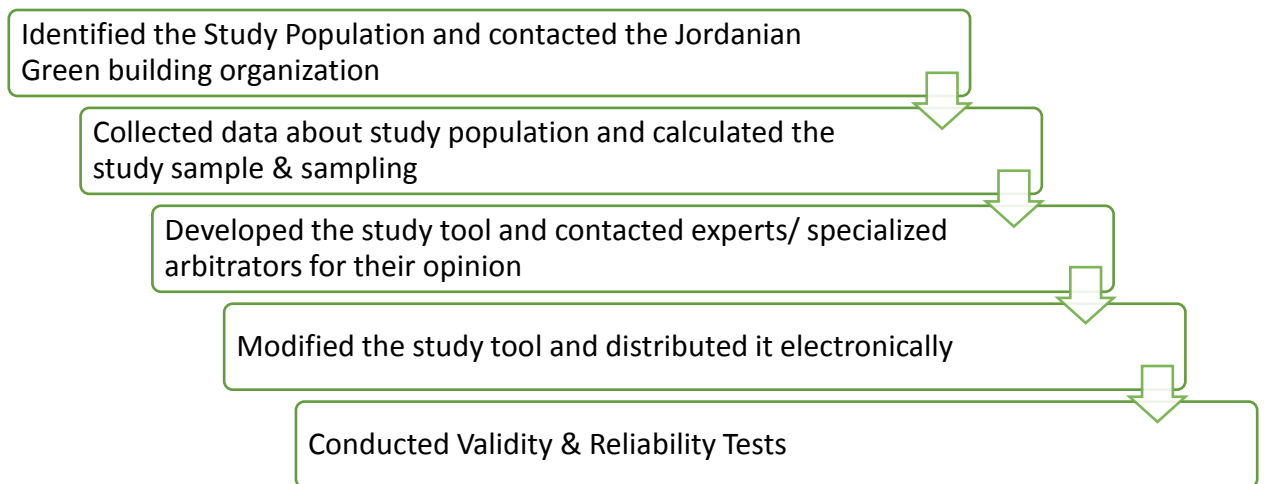 Identified the Study Population and contacted the Jordanian
Green building organization
Collected data about study population and calculated the
study sample & sampling
Developed the study tool and contacted experts/ specialized
arbitrators for their opinion
Modified the study tool and distributed it electronically
Conducted Validity & Reliability Tests